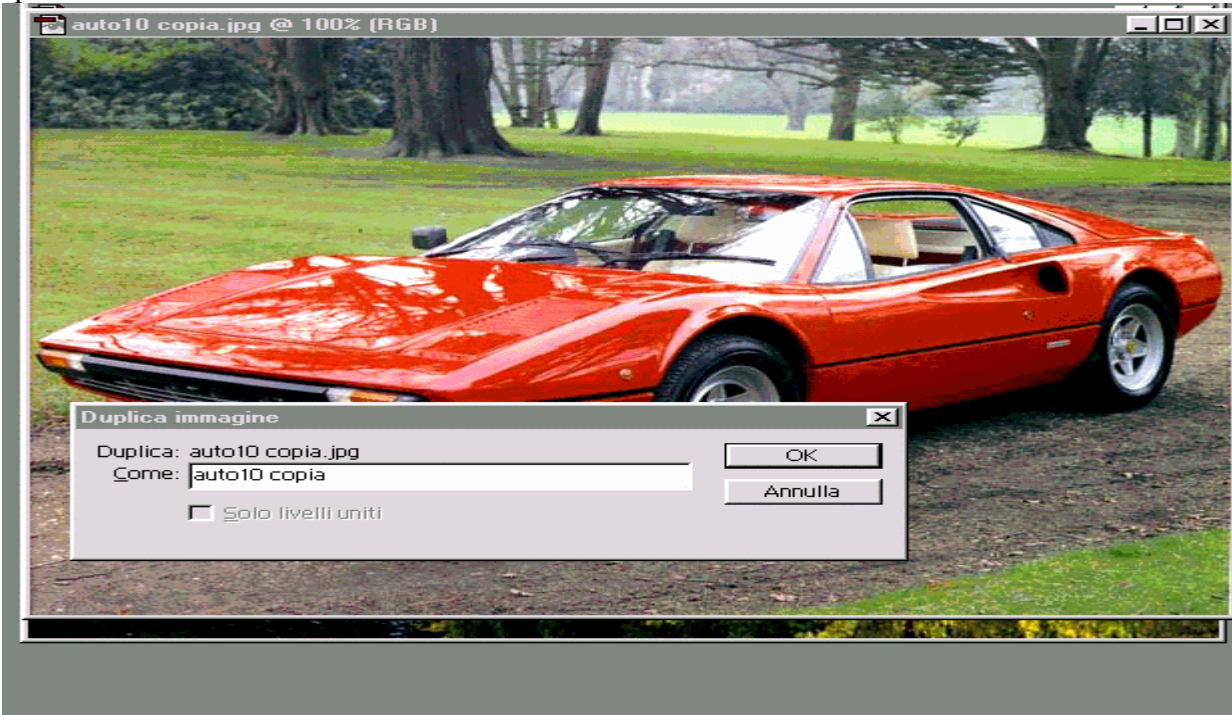 auto10 copia.jpg @ 100% (RGB)
Duplica immagine
Duplica: auto10 copia.jpg
Come: auto10 copia
OK
Annulla
Solo livelli uniti